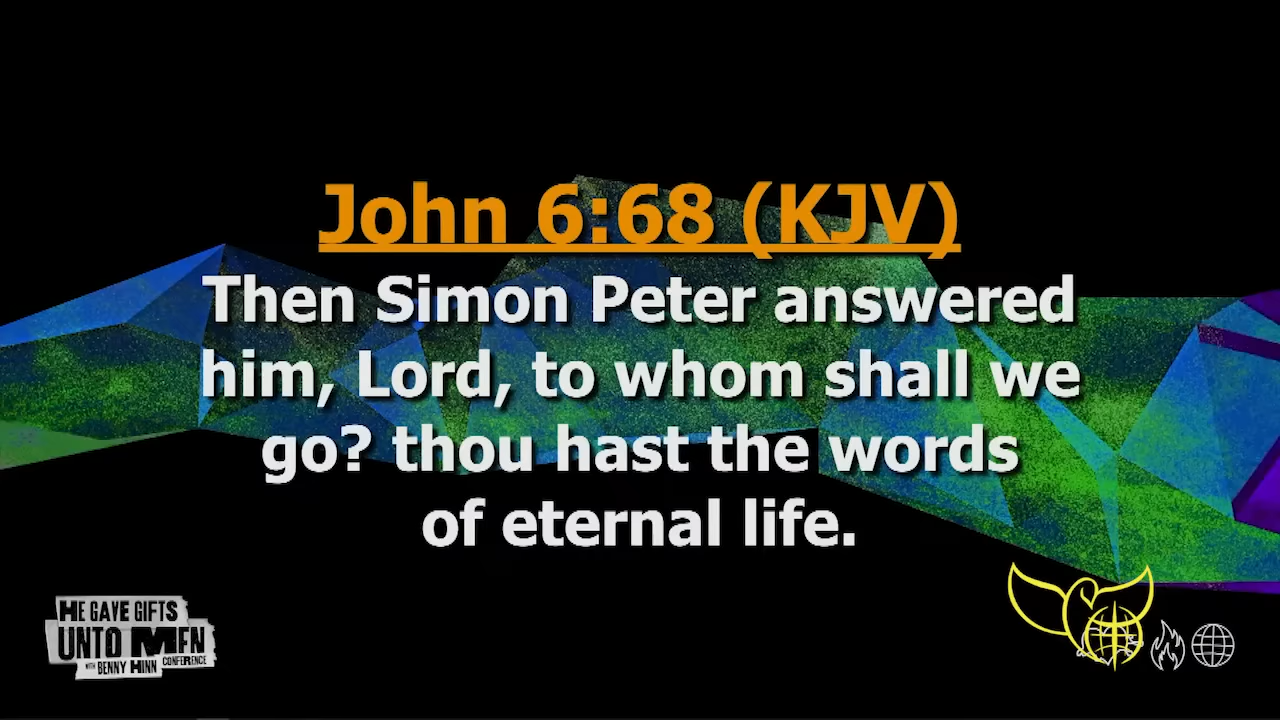 John 6:68 (KJV)
Then Simon Peter answered
him, Lord, to whom shall we
go? thou hast the words
of eternal life.
HE GAVE GIFTS
UNTO MEN
WITH BENNY HINN CONFERENCE